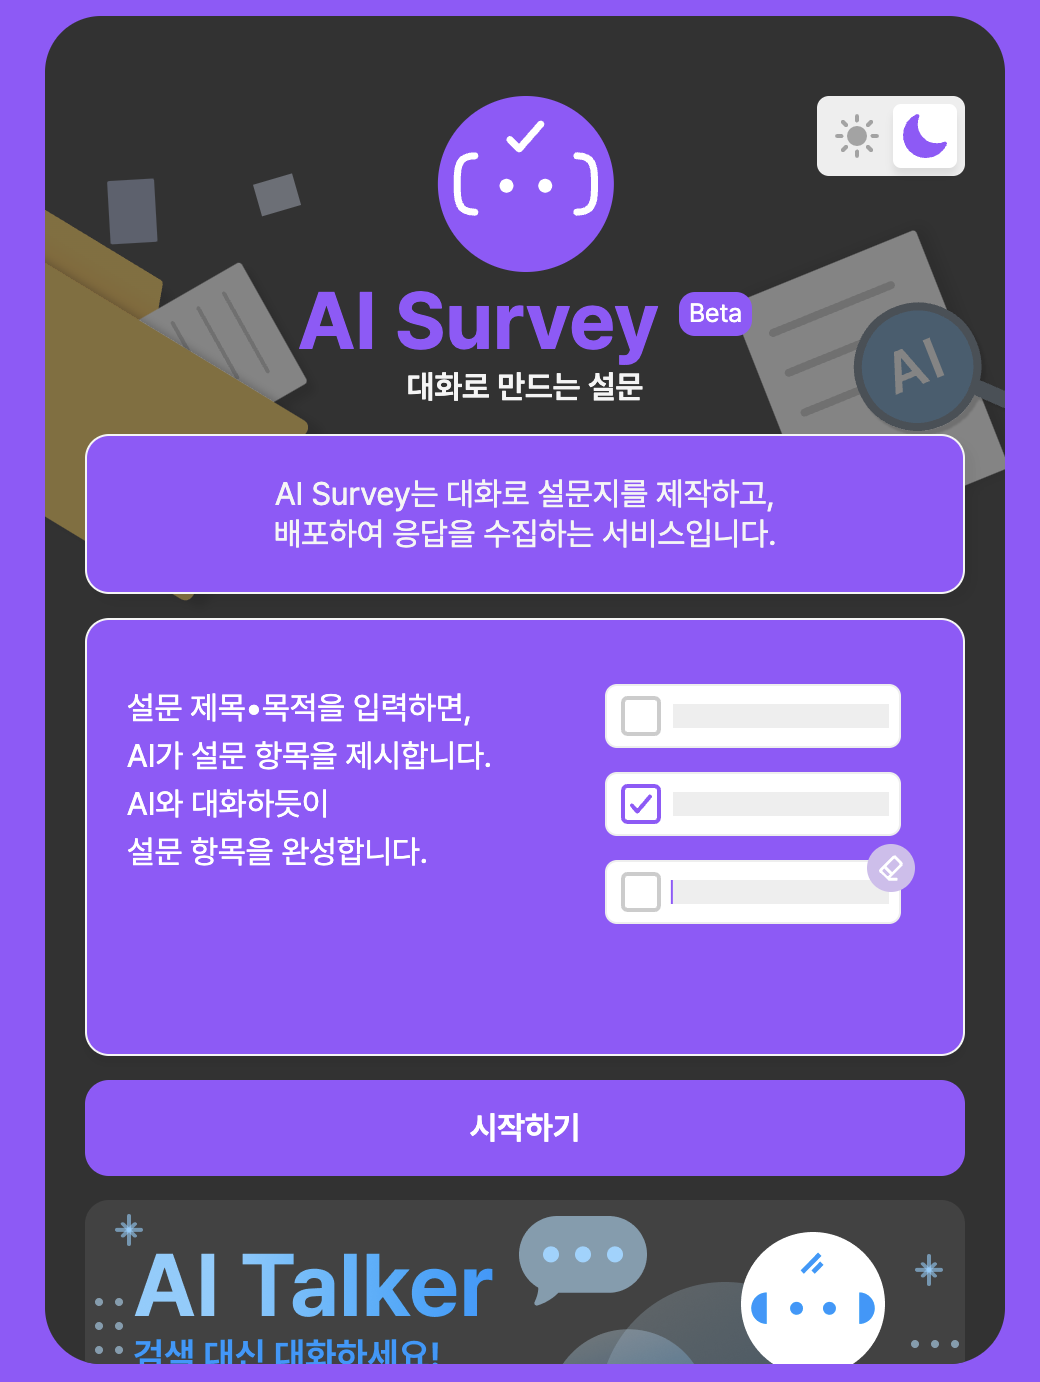 AI Survey Beta
대화로 만드는 설문
AI
AI Survey는 대화로 설문지를 제작하고,
배포하여 응답을 수집하는 서비스입니다.
설문 제목•목적을 입력하면,
AI가 설문 항목을 제시합니다.
AI와 대화하듯이
설문 항목을 완성합니다.
시작하기
AI Talker
검색 대신 대화하세요!